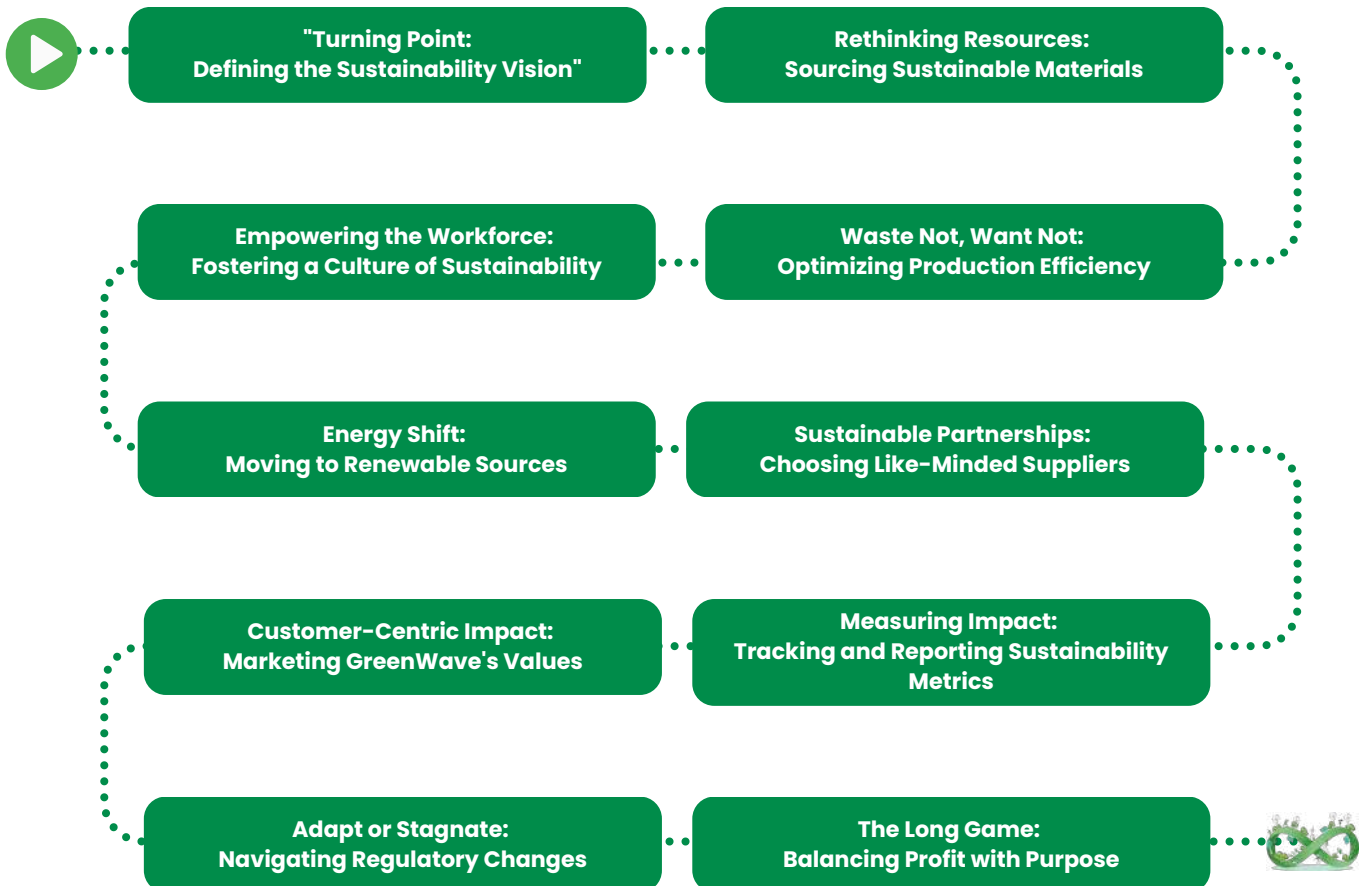 "Turning Point:
Defining the Sustainability Vision"
Rethinking Resources:
Sourcing Sustainable Materials
Waste Not, Want Not:
Optimizing Production Efficiency
Empowering the Workforce:
Fostering a Culture of Sustainability
Energy Shift:
Moving to Renewable Sources
Sustainable Partnerships:
Choosing Like-Minded Suppliers
Measuring Impact:
Tracking and Reporting Sustainability
Metrics
Customer-Centric Impact:
Marketing GreenWave's Values
Adapt or Stagnate:
Navigating Regulatory Changes
The Long Game:
Balancing Profit with Purpose